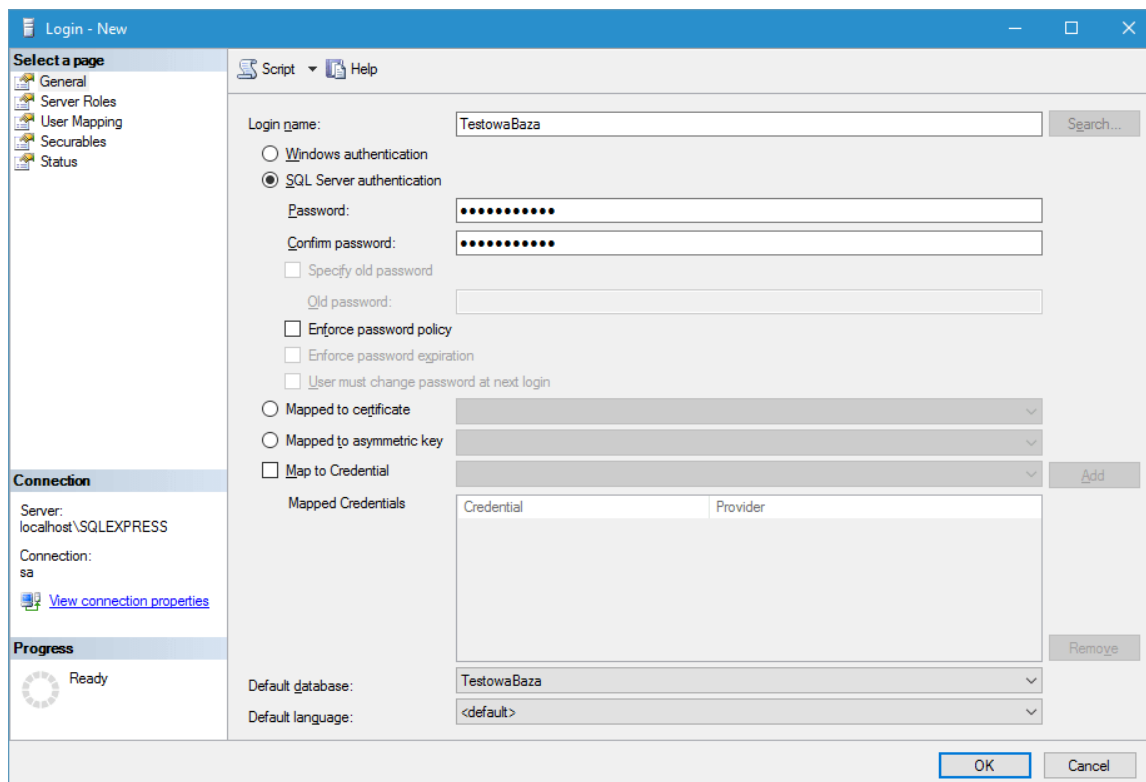 Login - New
Select a page
General
Server Roles
User Mapping
Securables
Status
Connection
Server:
localhost\SQLEXPRESS
Connection:
sa
View connection properties
Progress
Ready
Script Help
Login name: TestowaBaza Search...
Windows authentication
SQL Server authentication
Password: ●●●●●●●●●●●
Confirm password: ●●●●●●●●●●●
Specify old password
Old password:
Enforce password policy
Enforce password expiration
User must change password at next login
Mapped to certificate
Mapped to asymmetric key
Map to Credential Add
Mapped Credentials Credential Provider
Remove
Default database: TestowaBaza
Default language: <default>
OK Cancel